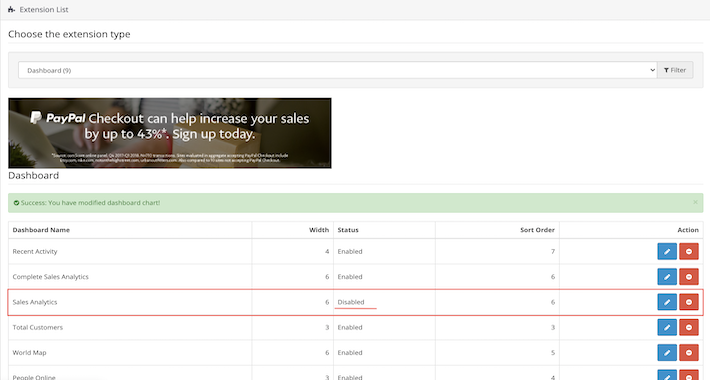 Extension List
Choose the extension type
Dashboard (9)
Filter
PayPal Checkout can help increase your sales
by up to 43%*. Sign up today.
Dashboard
Success: You have modified dashboard chart! ×
Dashboard Name Width Status Sort Order Action
Recent Activity 4 Enabled 7
Complete Sales Analytics 6 Enabled 6
Sales Analytics 6 Disabled 6
Total Customers 3 Enabled 3
World Map 6 Enabled 5
People Online 3 Enabled 4